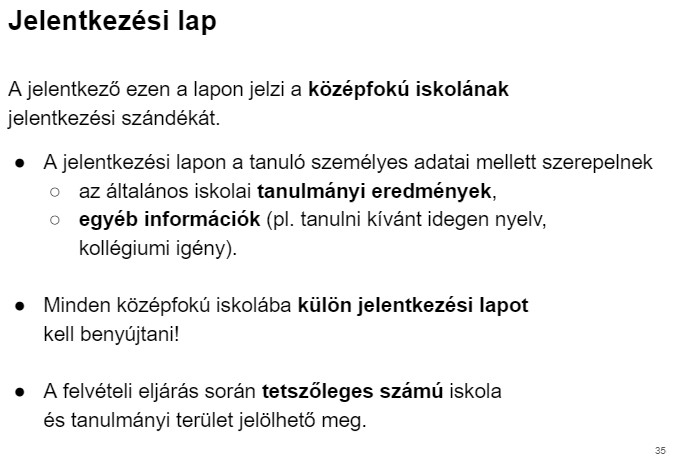 Jelentkezési lap
A jelentkező ezen a lapon jelzi a középfokú iskolának
jelentkezési szándékát.
● A jelentkezési lapon a tanuló személyes adatai mellett szerepelnek
○ az általános iskolai tanulmányi eredmények,
○ egyéb információk (pl. tanulni kívánt idegen nyelv,
kollégiumi igény).
● Minden középfokú iskolába külön jelentkezési lapot
kell benyújtani!
● A felvételi eljárás során tetszőleges számú iskola
és tanulmányi terület jelölhető meg.
35